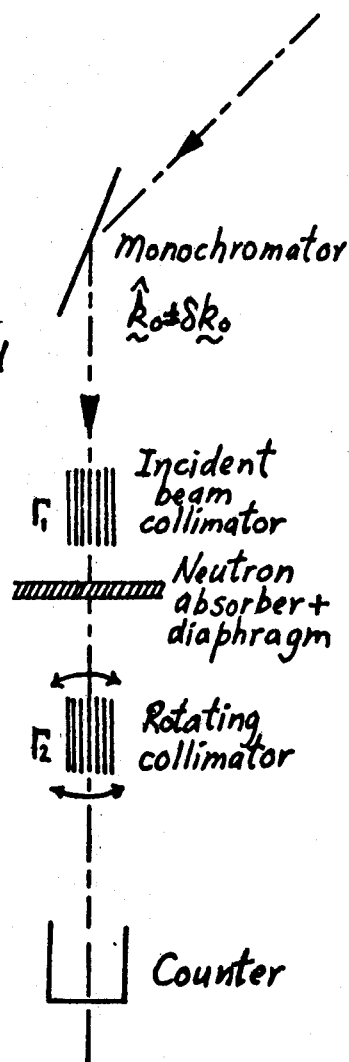 Monochromator
k̂₀±δk₀
Incident
beam
collimator
Γ₁
Neutron
absorber+
diaphragm
Γ₂
Rotating
collimator
Counter